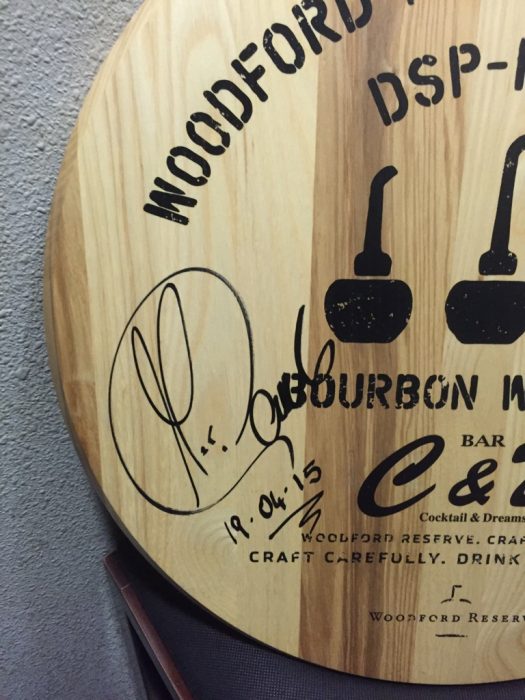 WOODFORD
DSP-
BOURBON W
BAR
C &
Cocktail & Dreams
19-04-15
WOODFORD RESERVE. CRAF
CRAFT CAREFULLY. DRINK
WOODFORD RESERV